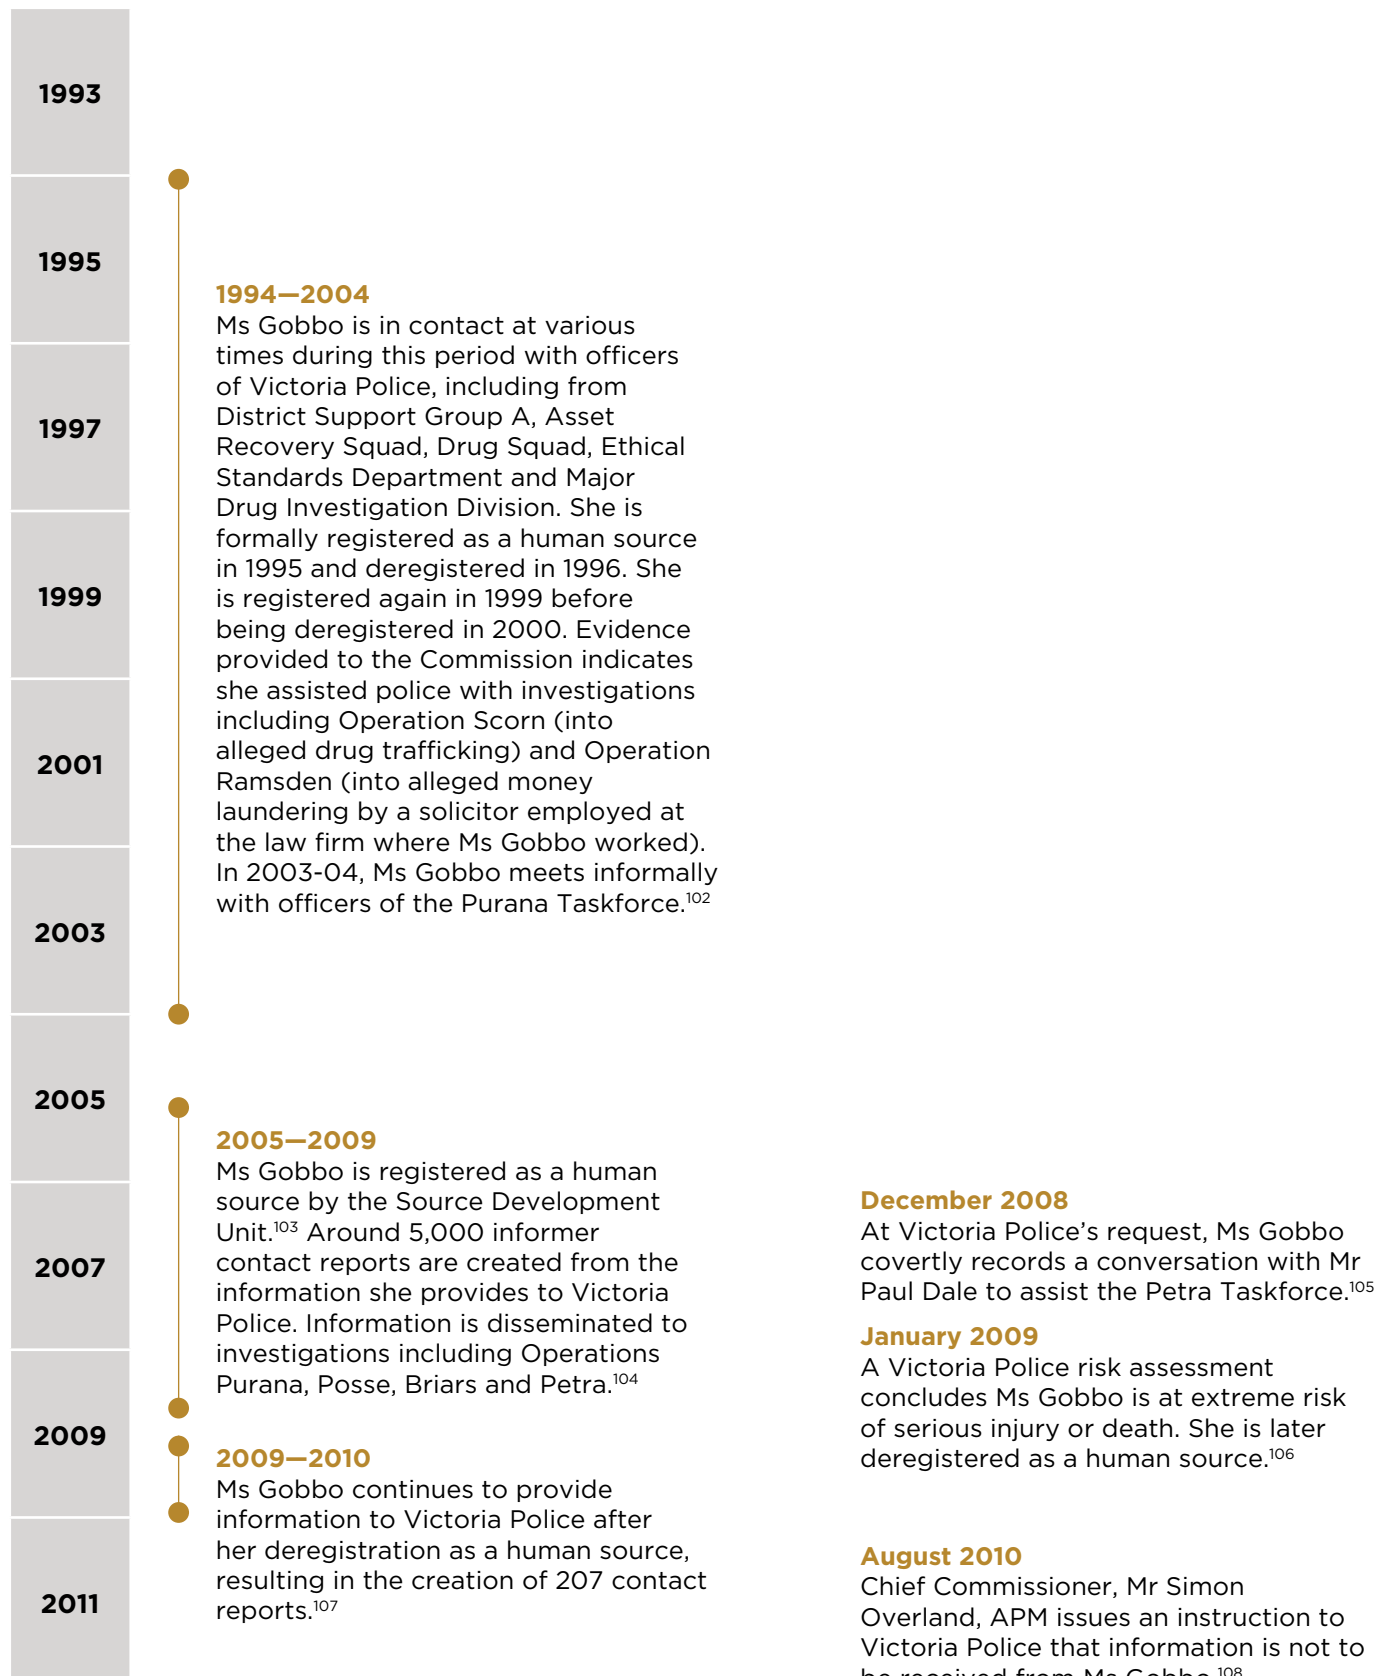 1993
1995
1997
1999
2001
2003
2005
2007
2009
2011
1994—2004
Ms Gobbo is in contact at various
times during this period with officers
of Victoria Police, including from
District Support Group A, Asset
Recovery Squad, Drug Squad, Ethical
Standards Department and Major
Drug Investigation Division. She is
formally registered as a human source
in 1995 and deregistered in 1996. She
is registered again in 1999 before
being deregistered in 2000. Evidence
provided to the Commission indicates
she assisted police with investigations
including Operation Scorn (into
alleged drug trafficking) and Operation
Ramsden (into alleged money
laundering by a solicitor employed at
the law firm where Ms Gobbo worked).
In 2003-04, Ms Gobbo meets informally
with officers of the Purana Taskforce.102
2005—2009
Ms Gobbo is registered as a human
source by the Source Development
Unit.103 Around 5,000 informer
contact reports are created from the
information she provides to Victoria
Police. Information is disseminated to
investigations including Operations
Purana, Posse, Briars and Petra.104
2009—2010
Ms Gobbo continues to provide
information to Victoria Police after
her deregistration as a human source,
resulting in the creation of 207 contact
reports.107
December 2008
At Victoria Police’s request, Ms Gobbo
covertly records a conversation with Mr
Paul Dale to assist the Petra Taskforce.105
January 2009
A Victoria Police risk assessment
concludes Ms Gobbo is at extreme risk
of serious injury or death. She is later
deregistered as a human source.106
August 2010
Chief Commissioner, Mr Simon
Overland, APM issues an instruction to
Victoria Police that information is not to
be received from Ms Gobbo.108